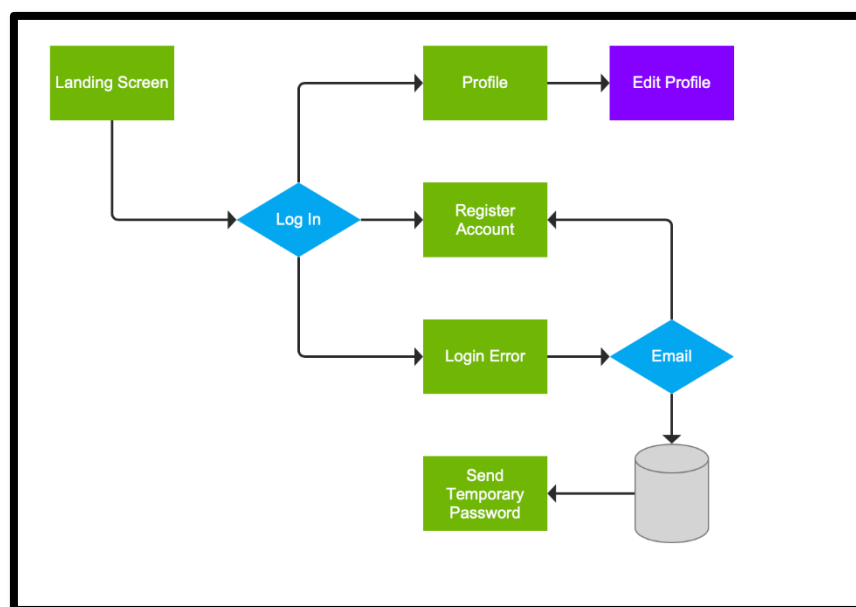 Landing Screen
Profile
Edit Profile
Log In
Register
Account
Login Error
Email
Send
Temporary
Password